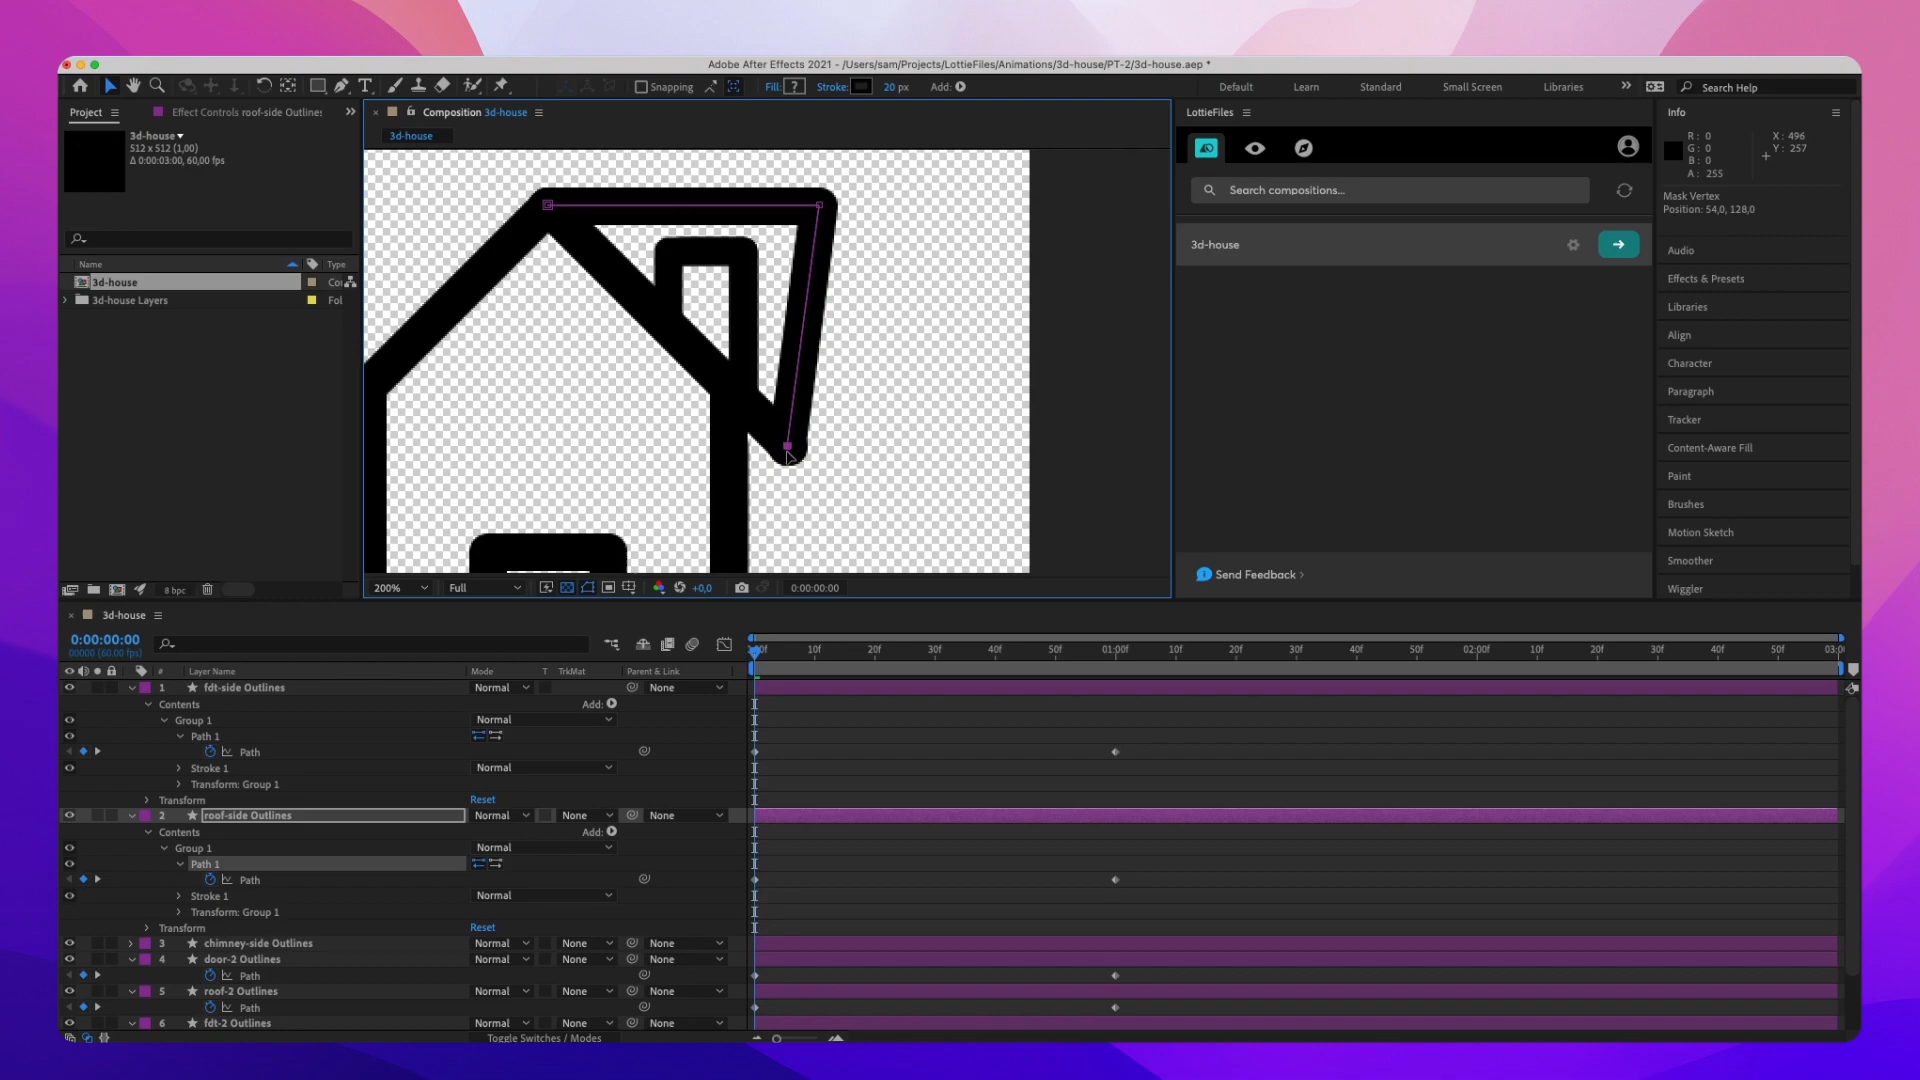 Adobe After Effects 2021 - /Users/sam/Projects/LottieFiles/Animations/3d-house/PT-2/3d-house.aep *
Snapping Fill: ? Stroke: 20 px Add: Default Learn Standard Small Screen Libraries Search Help
Project Effect Controls roof-side Outlines
3d-house
512 x 512 (1,00)
Δ 0:00:03:00, 60,00 fps
Name Type
3d-house Co
3d-house Layers Fol
8 bpc
Composition 3d-house
3d-house
200% Full +0,0 0:00:00:00
LottieFiles
Search compositions...
3d-house
Send Feedback
Info
R: 0 X: 496
G: 0 Y: 257
B: 0
A: 255
Mask Vertex
Position: 54,0, 128,0
Audio
Effects & Presets
Libraries
Align
Character
Paragraph
Tracker
Content-Aware Fill
Paint
Brushes
Motion Sketch
Smoother
Wiggler
3d-house
0:00:00:00
00000 (60.00 fps)
:00f 10f 20f 30f 40f 50f 01:00f 10f 20f 30f 40f 50f 02:00f 10f 20f 30f 40f 50f 03:0
# Layer Name Mode T TrkMat Parent & Link
1 fdt-side Outlines Normal None
Contents Add:
Group 1 Normal
Path 1
Path
Stroke 1 Normal
Transform: Group 1
Transform Reset
2 roof-side Outlines Normal None None
Contents Add:
Group 1 Normal
Path 1
Path
Stroke 1 Normal
Transform: Group 1
Transform Reset
3 chimney-side Outlines Normal None None
4 door-2 Outlines Normal None None
Path
5 roof-2 Outlines Normal None None
Path
6 fdt-2 Outlines Normal None None
Toggle Switches / Modes